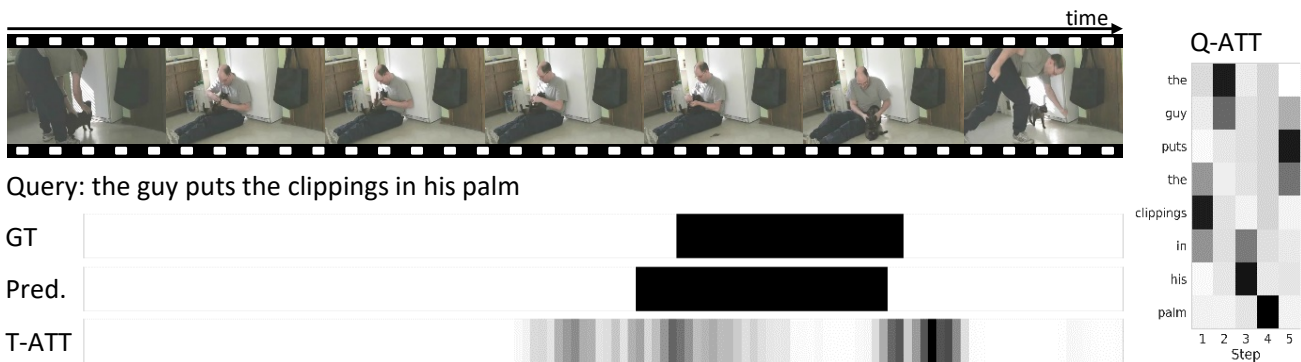 time
Q-ATT
the
guy
puts
the
clippings
in
his
palm
1 2 3 4 5
Step
Query: the guy puts the clippings in his palm
GT
Pred.
T-ATT